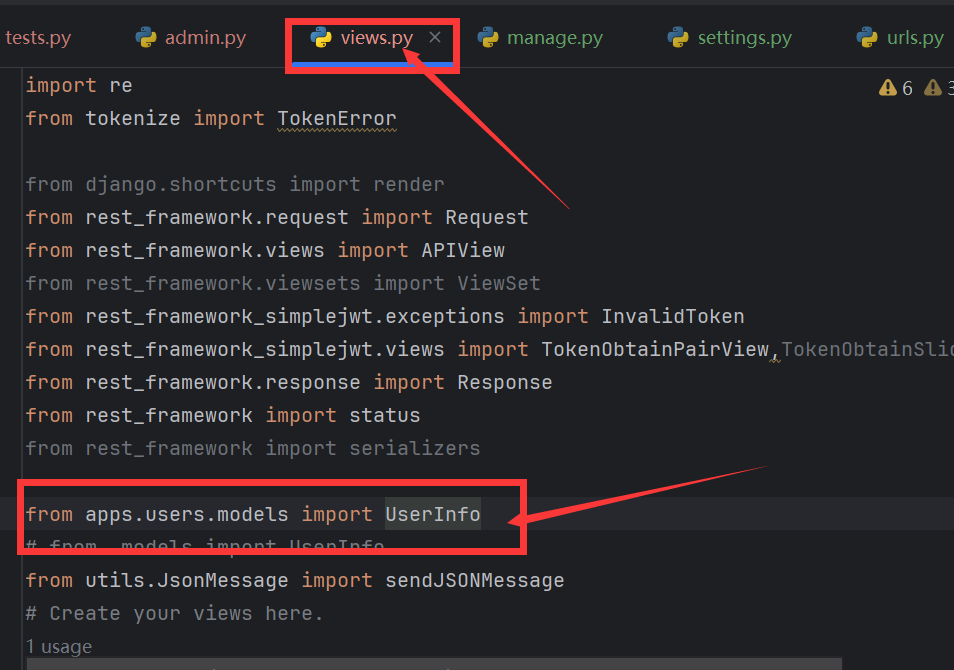 tests.py admin.py views.py × manage.py settings.py urls.py
import re 6 3
from tokenize import TokenError
from django.shortcuts import render
from rest_framework.request import Request
from rest_framework.views import APIView
from rest_framework.viewsets import ViewSet
from rest_framework_simplejwt.exceptions import InvalidToken
from rest_framework_simplejwt.views import TokenObtainPairView,TokenObtainSli
from rest_framework.response import Response
from rest_framework import status
from rest_framework import serializers
from apps.users.models import UserInfo
# from .models import UserInfo
from utils.JsonMessage import sendJSONMessage
# Create your views here.
1 usage